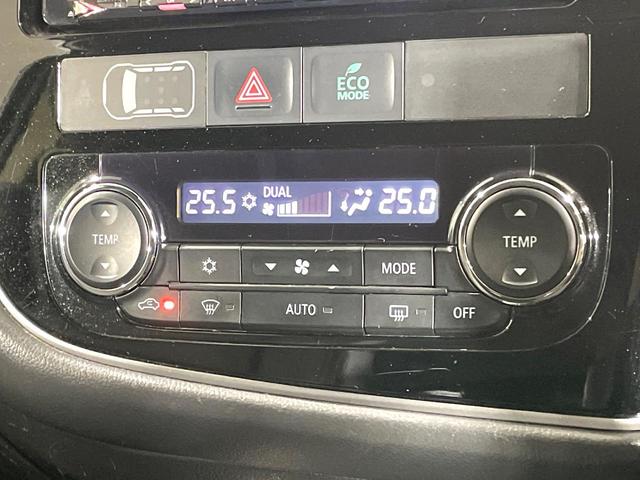 ECO
MODE
25.5 DUAL 25.0
TEMP
TEMP
MODE
AUTO
OFF